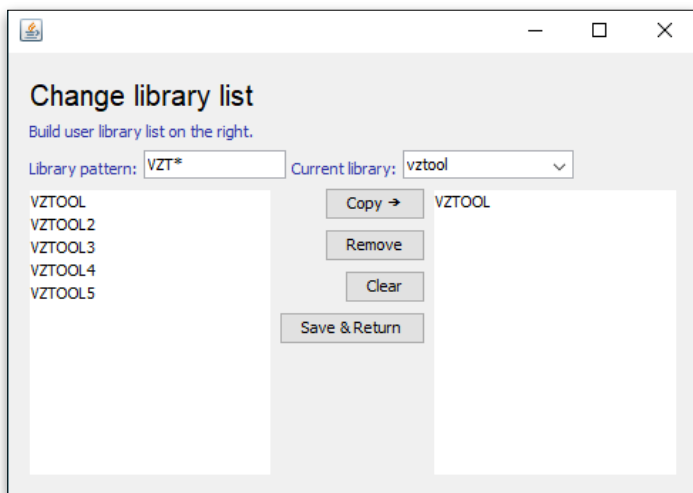 Change library list
Build user library list on the right.
Library pattern: VZT* Current library: vztool
VZTOOL
VZTOOL2
VZTOOL3
VZTOOL4
VZTOOL5
Copy →
Remove
Clear
Save & Return
VZTOOL